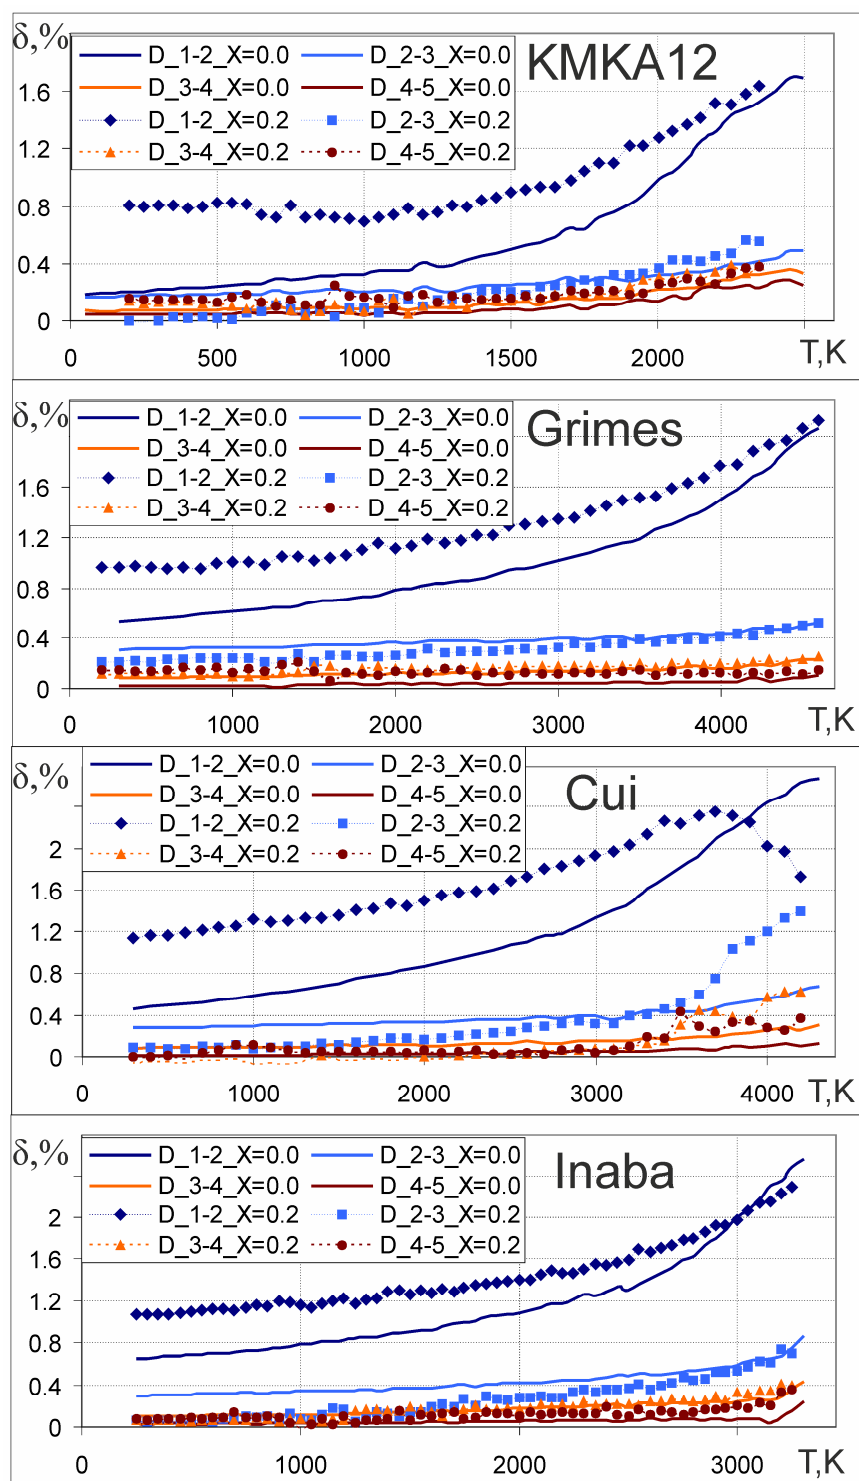 δ,%
D_1-2_X=0.0 D_2-3_X=0.0
D_3-4_X=0.0 D_4-5_X=0.0
D_1-2_X=0.2 D_2-3_X=0.2
D_3-4_X=0.2 D_4-5_X=0.2
KMKA12
1.6
1.2
0.8
0.4
0
0 500 1000 1500 2000 T,K
δ,%
D_1-2_X=0.0 D_2-3_X=0.0
D_3-4_X=0.0 D_4-5_X=0.0
D_1-2_X=0.2 D_2-3_X=0.2
D_3-4_X=0.2 D_4-5_X=0.2
Grimes
1.6
1.2
0.8
0.4
0
0 1000 2000 3000 4000 T,K
δ,%
D_1-2_X=0.0 D_2-3_X=0.0
D_3-4_X=0.0 D_4-5_X=0.0
D_1-2_X=0.2 D_2-3_X=0.2
D_3-4_X=0.2 D_4-5_X=0.2
Cui
2
1.6
1.2
0.8
0.4
0
0 1000 2000 3000 4000 T,K
δ,%
D_1-2_X=0.0 D_2-3_X=0.0
D_3-4_X=0.0 D_4-5_X=0.0
D_1-2_X=0.2 D_2-3_X=0.2
D_3-4_X=0.2 D_4-5_X=0.2
Inaba
2
1.6
1.2
0.8
0.4
0
0 1000 2000 3000 T,K